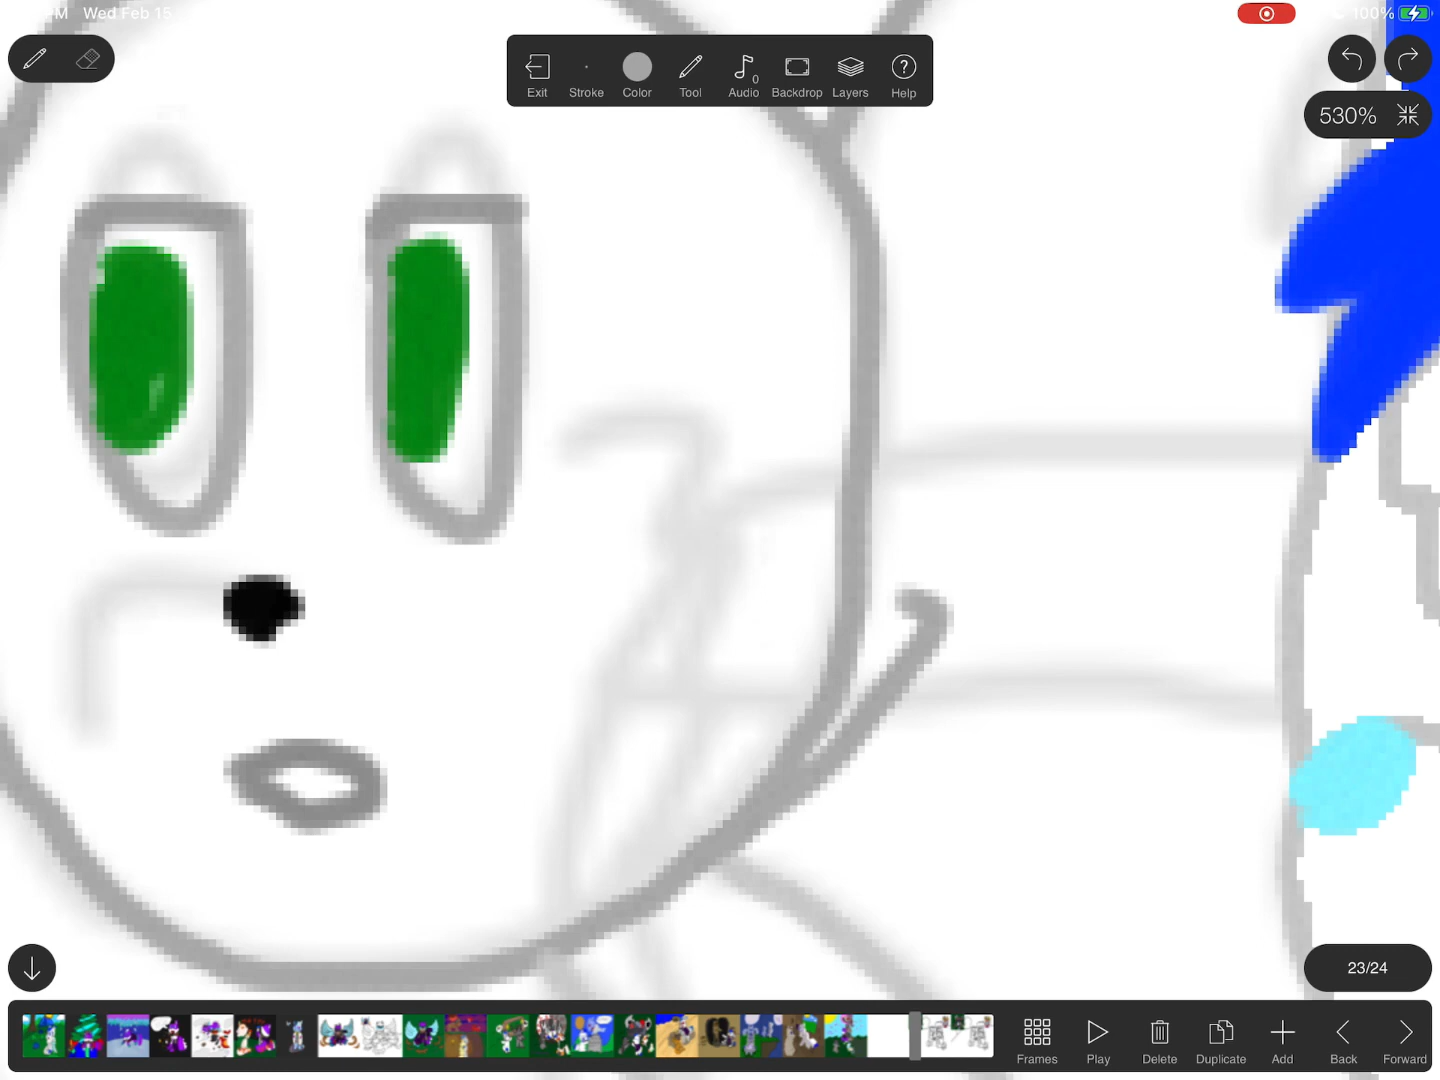 M Wed Feb 15
100%
Exit Stroke Color Tool Audio 0 Backdrop Layers ? Help
530%
23/24
Frames Play Delete Duplicate Add Back Forward